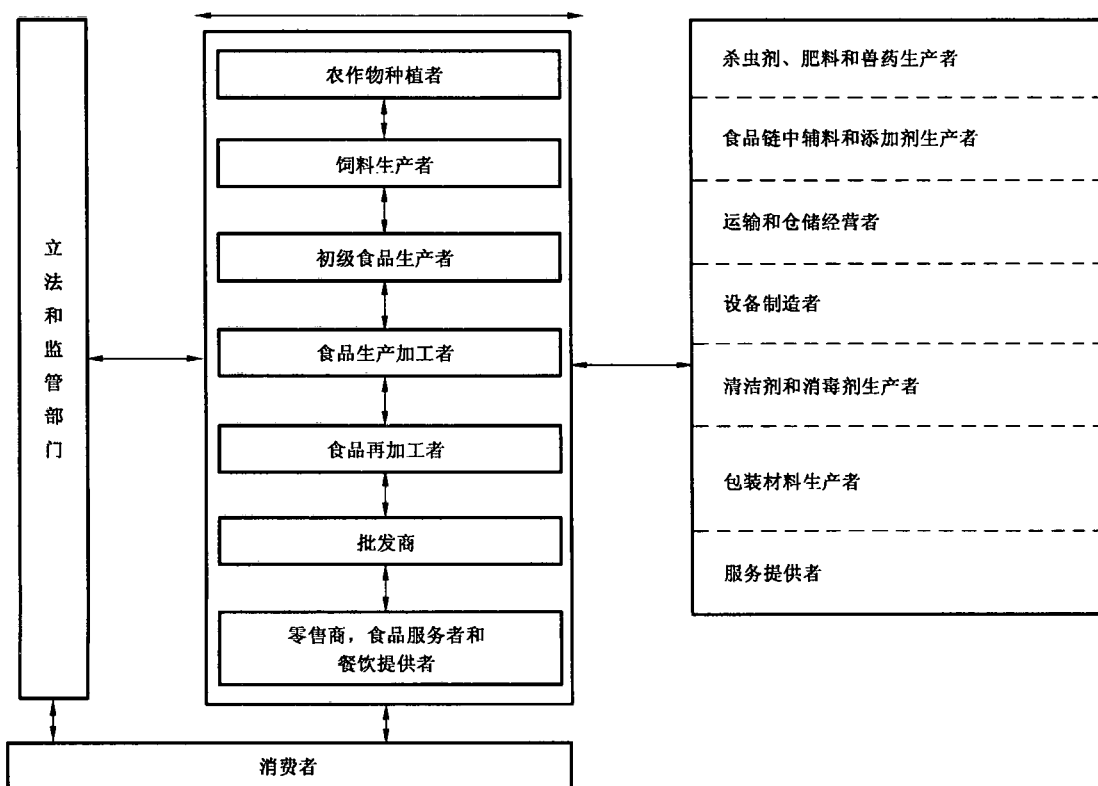 立法和监管部门
农作物种植者
饲料生产者
初级食品生产者
食品生产加工者
食品再加工者
批发商
零售商，食品服务者和
餐饮提供者
杀虫剂、肥料和兽药生产者
食品链中辅料和添加剂生产者
运输和仓储经营者
设备制造者
清洁剂和消毒剂生产者
包装材料生产者
服务提供者
消费者